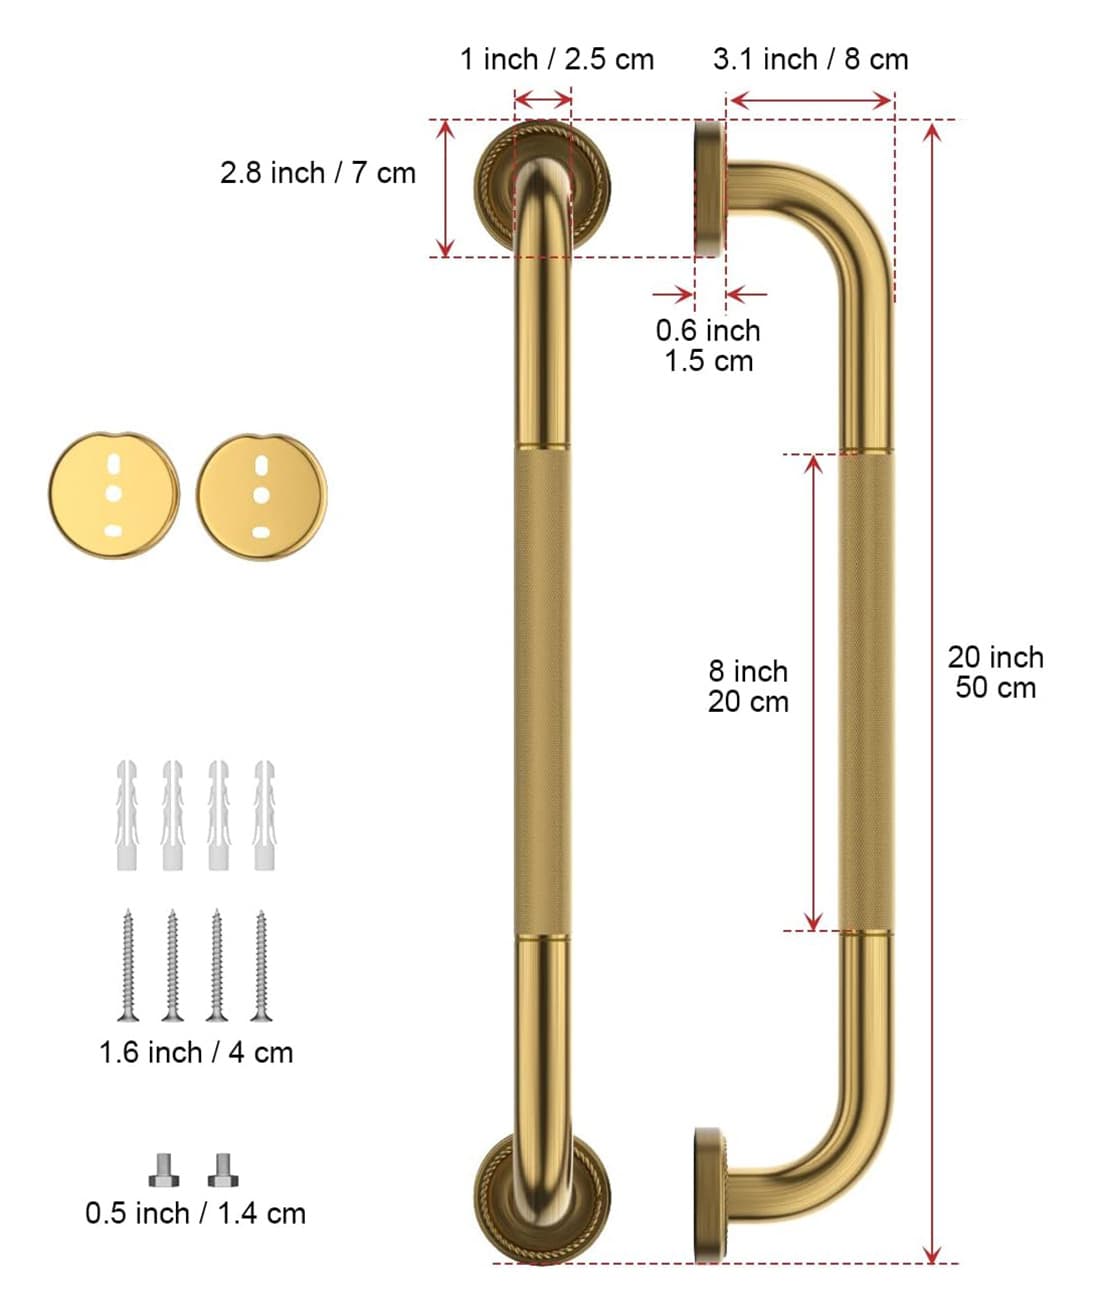 1 inch / 2.5 cm
3.1 inch / 8 cm
2.8 inch / 7 cm
0.6 inch
1.5 cm
8 inch
20 cm
20 inch
50 cm
1.6 inch / 4 cm
0.5 inch / 1.4 cm